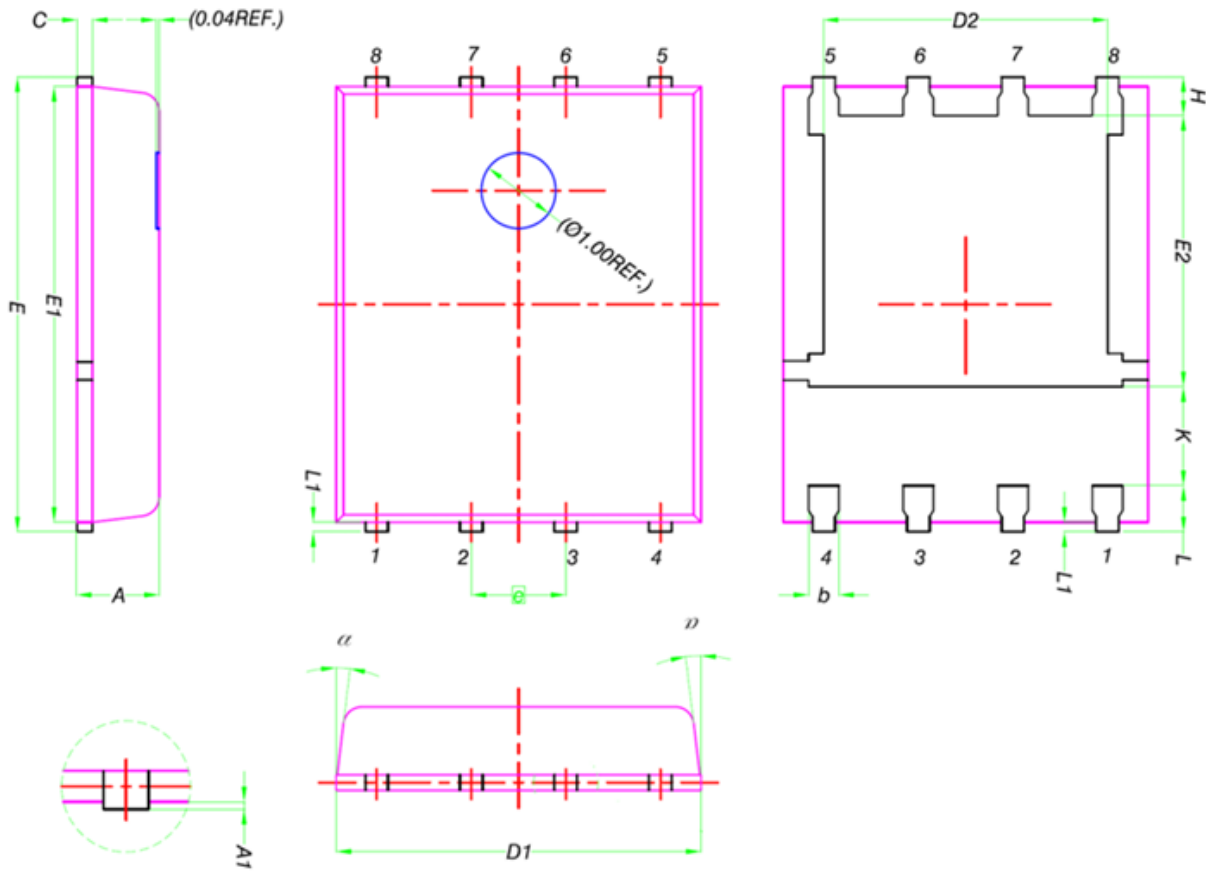 C
(0.04REF.)
E
E1
A
8 7 6 5
(Ø1.00REF.)
L1
1 2 3 4
e
D2
5 6 7 8
H
E2
K
L
L1
4 3 2 1
b
α
α
D1
A1